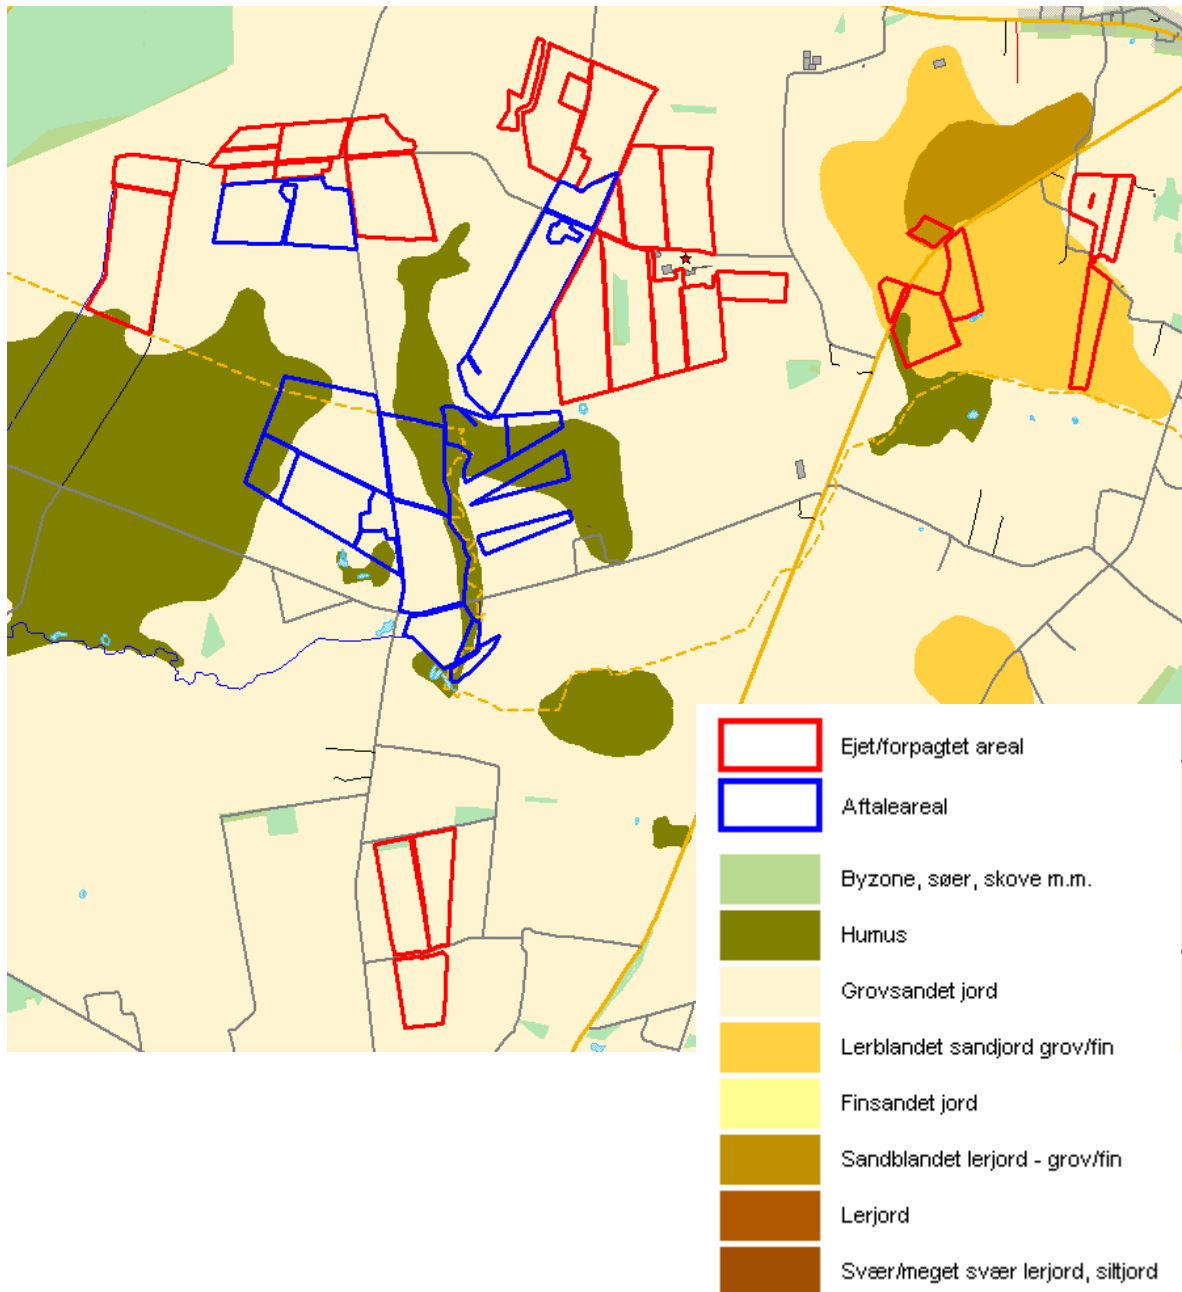 Ejet/forpagtet areal
Aftaleareal
Byzone, søer, skove m.m.
Humus
Grovsandet jord
Lerblandet sandjord grov/fin
Finsandet jord
Sandblandet lerjord - grov/fin
Lerjord
Svær/meget svær lerjord, siltjord